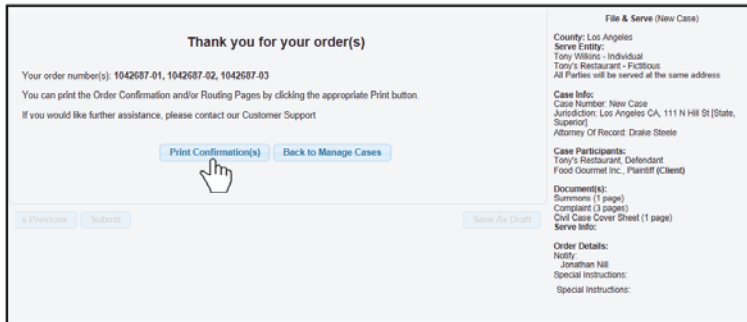 Thank you for your order(s)
Your order number(s): 1042687-01, 1042687-02, 1042687-03
You can print the Order Confirmation and/or Routing Pages by clicking the appropriate Print button.
If you would like further assistance, please contact our Customer Support
Print Confirmation(s)
Back to Manage Cases
« Previous
Submit
Save As Draft
File & Serve (New Case)
County: Los Angeles
Serve Entity:
Tony Wilkins - Individual
Tony's Restaurant - Fictitious
All Parties will be served at the same address
Case Info:
Case Number: New Case
Jurisdiction: Los Angeles CA, 111 N Hill St [State,
Superior]
Attorney Of Record: Drake Steele
Case Participants:
Tony's Restaurant, Defendant
Food Gourmet Inc., Plaintiff (Client)
Document(s):
Summons (1 page)
Complaint (3 pages)
Civil Case Cover Sheet (1 page)
Serve Info:
Order Details:
Notify:
Jonathan Nill
Special Instructions:
Special Instructions: